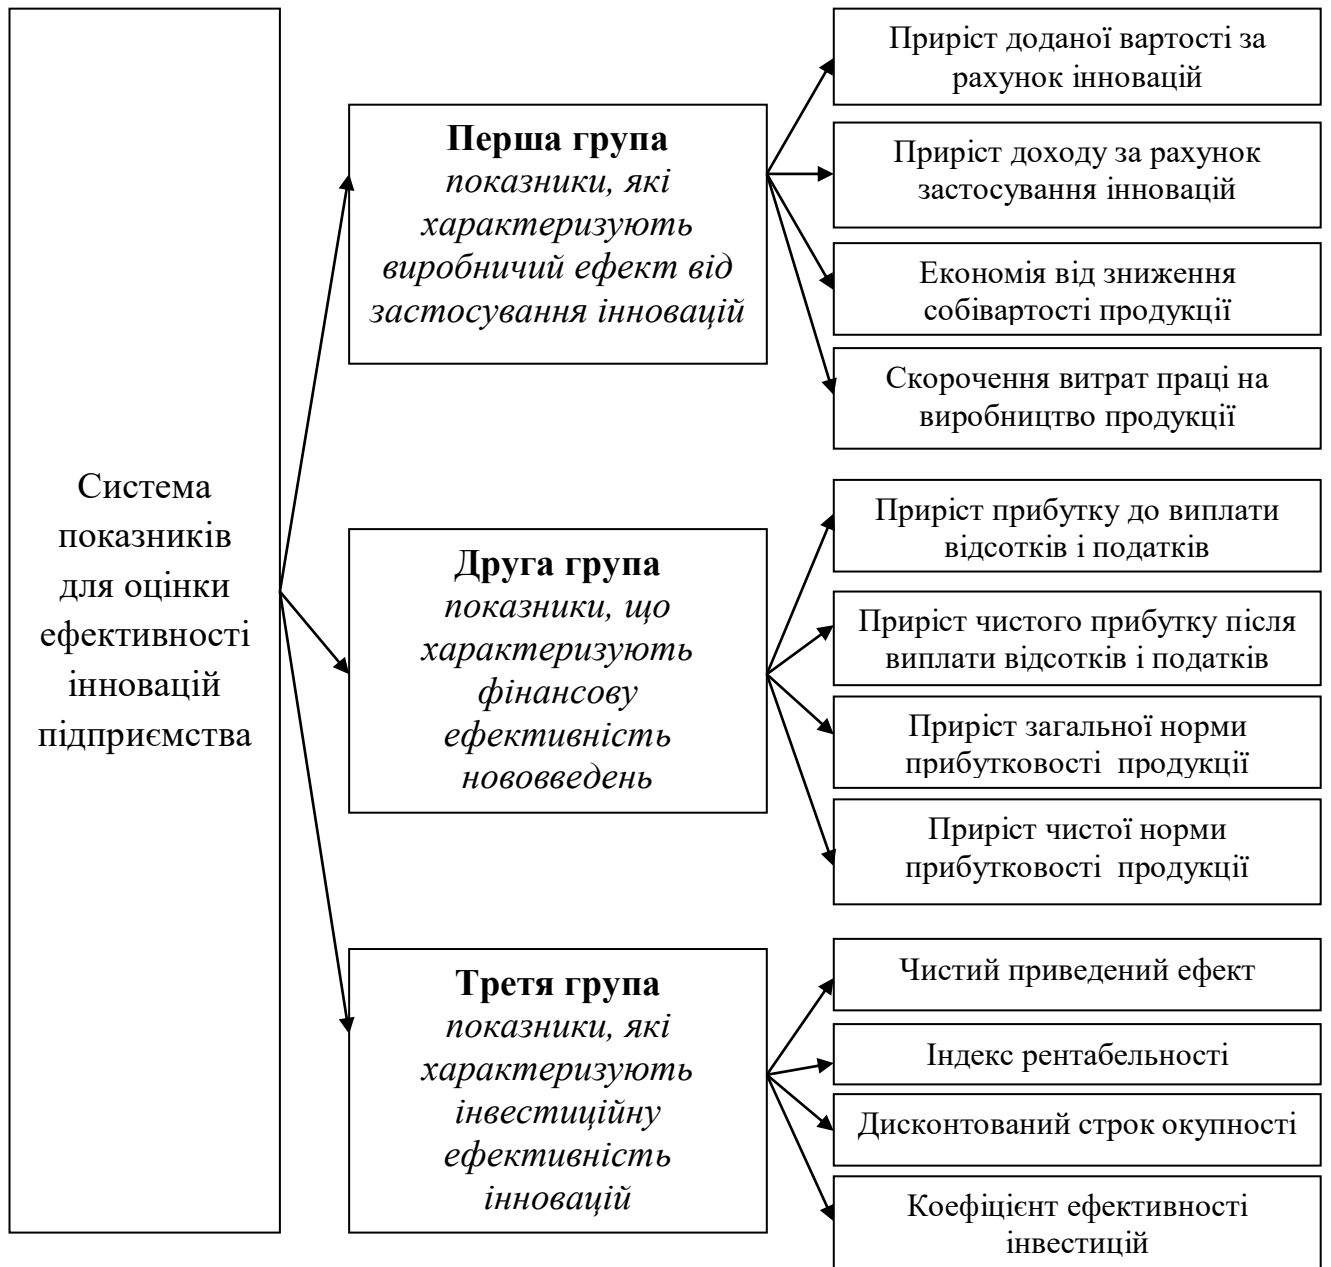 Система
показників
для оцінки
ефективності
інновацій
підприємства
Перша група
показники, які
характеризують
виробничий ефект від
застосування інновацій
Приріст доданої вартості за
рахунок інновацій
Приріст доходу за рахунок
застосування інновацій
Економія від зниження
собівартості продукції
Скорочення витрат праці на
виробництво продукції
Друга група
показники, що
характеризують
фінансову
ефективність
нововведень
Приріст прибутку до виплати
відсотків і податків
Приріст чистого прибутку після
виплати відсотків і податків
Приріст загальної норми
прибутковості продукції
Приріст чистої норми
прибутковості продукції
Третя група
показники, які
характеризують
інвестиційну
ефективність
інновацій
Чистий приведений ефект
Індекс рентабельності
Дисконтований строк окупності
Коефіцієнт ефективності
інвестицій